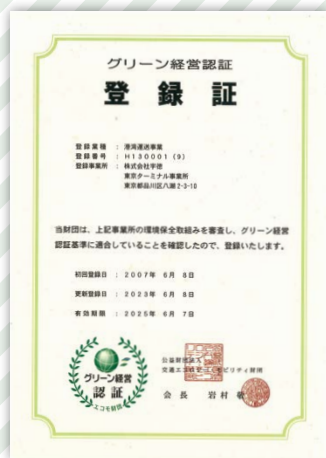 グリーン経営認証
登録証
登録業種 : 港湾運送事業
登録番号 : H130001 (9)
登録事業所 : 株式会社宇徳
東京ターミナル事業所
東京都品川区八潮2-3-10
当財団は、上記事業所の環境保全取組みを審査し、グリーン経営
認証基準に適合していることを確認したので、登録いたします。
初回登録日 : 2007年 6月 8日
更新登録日 : 2023年 6月 8日
有効期限 : 2025年 6月 7日
グリーン経営
認証
エコモ財団
公益財団法人
交通エコロジー・モビリティ財団
会長 岩村 敬